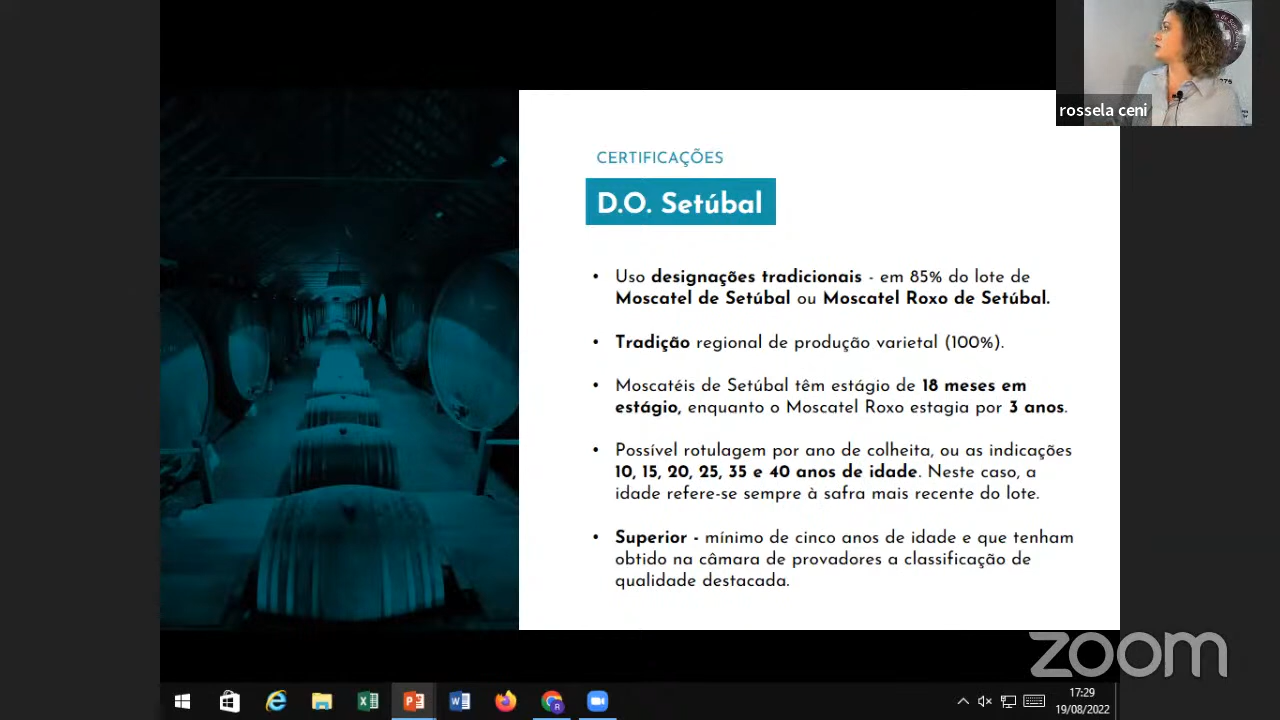 rossela ceni
CERTIFICAÇÕES
D.O. Setúbal
• Uso designações tradicionais - em 85% do lote de
Moscatel de Setúbal ou Moscatel Roxo de Setúbal.
• Tradição regional de produção varietal (100%).
• Moscatéis de Setúbal têm estágio de 18 meses em
estágio, enquanto o Moscatel Roxo estagia por 3 anos.
• Possível rotulagem por ano de colheita, ou as indicações
10, 15, 20, 25, 35 e 40 anos de idade. Neste caso, a
idade refere-se sempre à safra mais recente do lote.
• Superior - mínimo de cinco anos de idade e que tenham
obtido na câmara de provadores a classificação de
qualidade destacada.
zoom
17:29
19/08/2022